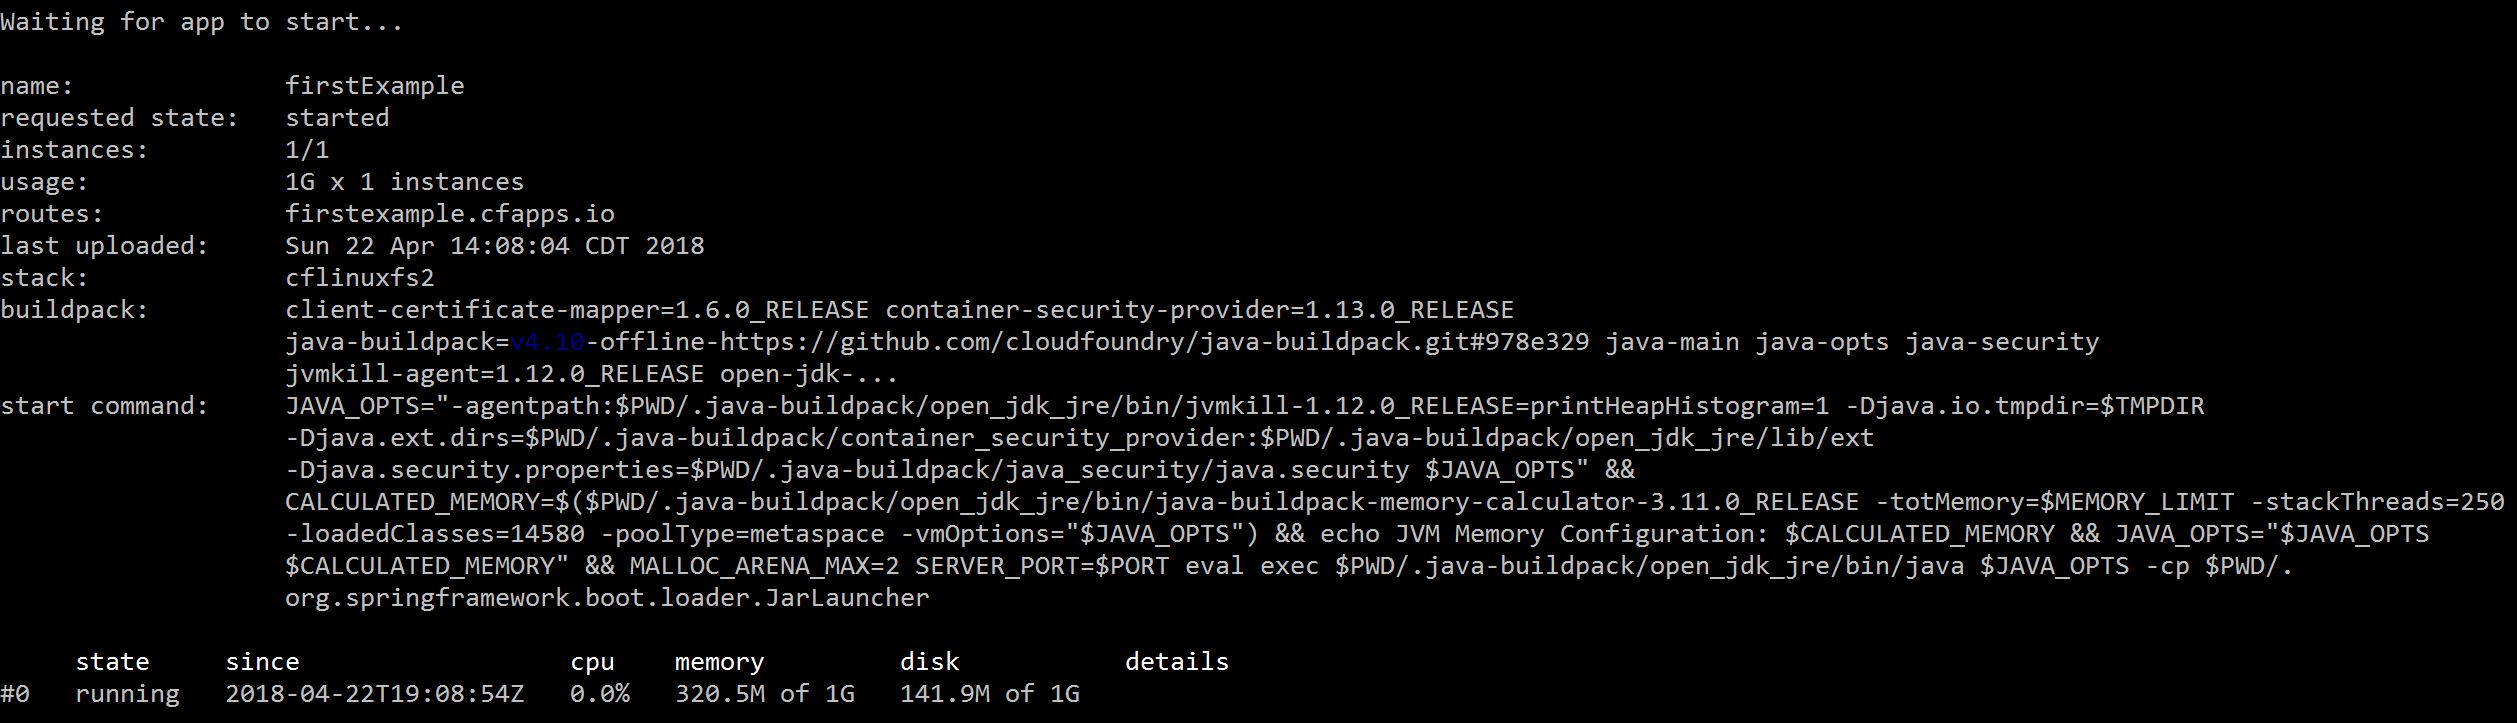 Waiting for app to start...
name: firstExample
requested state: started
instances: 1/1
usage: 1G x 1 instances
routes: firstexample.cfapps.io
last uploaded: Sun 22 Apr 14:08:04 CDT 2018
stack: cflinuxfs2
buildpack: client-certificate-mapper=1.6.0_RELEASE container-security-provider=1.13.0_RELEASE
java-buildpack=v4.10-offline-https://github.com/cloudfoundry/java-buildpack.git#978e329 java-main java-opts java-security
jvmkill-agent=1.12.0_RELEASE open-jdk-...
start command: JAVA_OPTS="-agentpath:$PWD/.java-buildpack/open_jdk_jre/bin/jvmkill-1.12.0_RELEASE=printHeapHistogram=1 -Djava.io.tmpdir=$TMPDIR
-Djava.ext.dirs=$PWD/.java-buildpack/container_security_provider:$PWD/.java-buildpack/open_jdk_jre/lib/ext
-Djava.security.properties=$PWD/.java-buildpack/java_security/java.security $JAVA_OPTS" &&
CALCULATED_MEMORY=$($PWD/.java-buildpack/open_jdk_jre/bin/java-buildpack-memory-calculator-3.11.0_RELEASE -totMemory=$MEMORY_LIMIT -stackThreads=250
-loadedClasses=14580 -poolType=metaspace -vmOptions="$JAVA_OPTS") && echo JVM Memory Configuration: $CALCULATED_MEMORY && JAVA_OPTS="$JAVA_OPTS
$CALCULATED_MEMORY" && MALLOC_ARENA_MAX=2 SERVER_PORT=$PORT eval exec $PWD/.java-buildpack/open_jdk_jre/bin/java $JAVA_OPTS -cp $PWD/.
org.springframework.boot.loader.JarLauncher
state since cpu memory disk details
#0 running 2018-04-22T19:08:54Z 0.0% 320.5M of 1G 141.9M of 1G